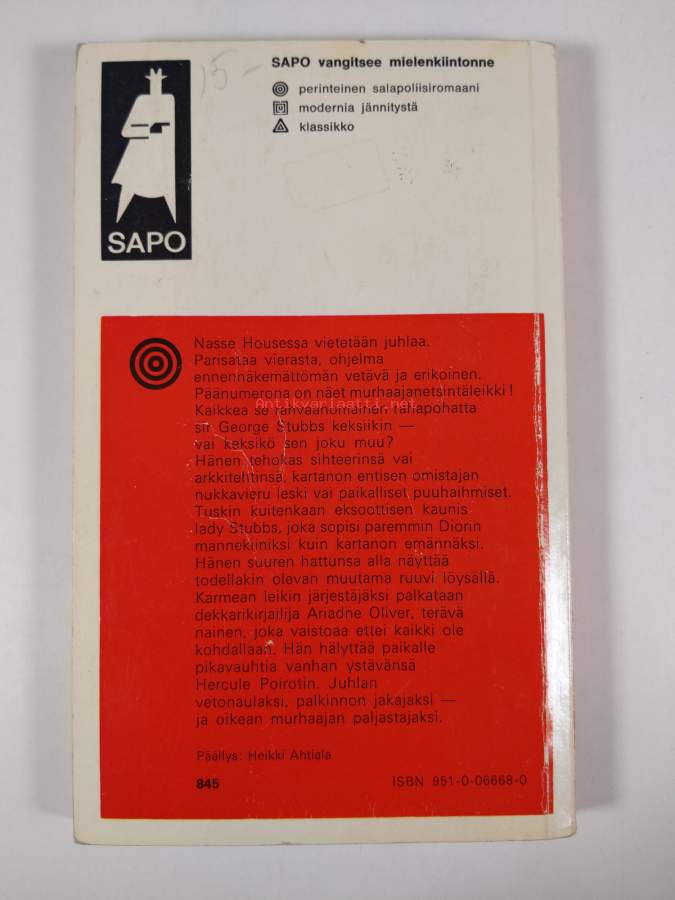 15-
SAPO vangitsee mielenkiintonne
perinteinen salapoliisiromaani
modernia jännitystä
klassikko
SAPO
Nasse Housessa vietetään juhlaa.
Parisataa vierasta, ohjelma
ennennäkemättömän vetävä ja erikoinen.
Päänumerona on näet murhaajanetsintäleikki!
Antikvariaatti.net
Kaikkea se rahvaanomainen rahapohatta
sir George Stubbs keksiikin —
vai keksikö sen joku muu?
Hänen tehokas sihteerinsä vai
arkkitehtinsa, kartanon entisen omistajan
nukkavieru leski vai paikalliset puuhaihmiset.
Tuskin kuitenkaan eksoottisen kaunis
lady Stubbs, joka sopisi paremmin Diorin
mannekiiniksi kuin kartanon emännäksi.
Hänen suuren hattunsa alla näyttää
todellakin olevan muutama ruuvi löysällä.
Karmean leikin järjestäjäksi palkataan
dekkarikirjailija Ariadne Oliver, terävä
nainen, joka vaistoaa ettei kaikki ole
kohdallaan. Hän hälyttää paikalle
pikavauhtia vanhan ystävänsä
Hercule Poirotin. Juhlan
vetonaulaksi, palkinnon jakajaksi —
ja oikean murhaajan paljastajaksi.
Päällys: Heikki Ahtiala
845
ISBN 951-0-06668-0